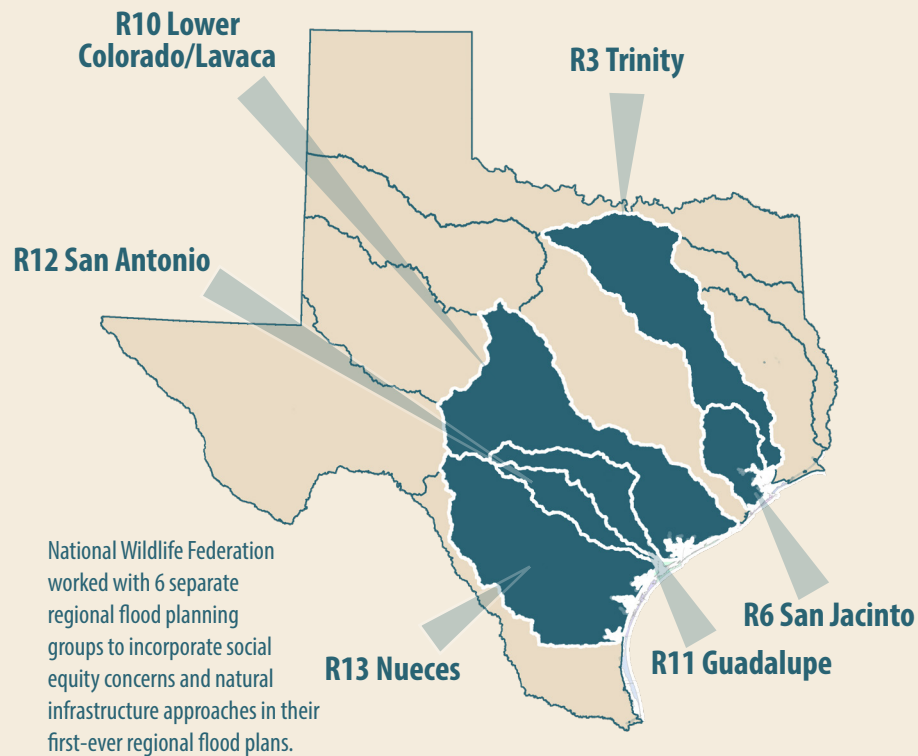 R10 Lower
Colorado/Lavaca
R3 Trinity
R12 San Antonio
National Wildlife Federation
worked with 6 separate
regional flood planning
groups to incorporate social
equity concerns and natural
infrastructure approaches in their
first-ever regional flood plans.
R13 Nueces
R6 San Jacinto
R11 Guadalupe